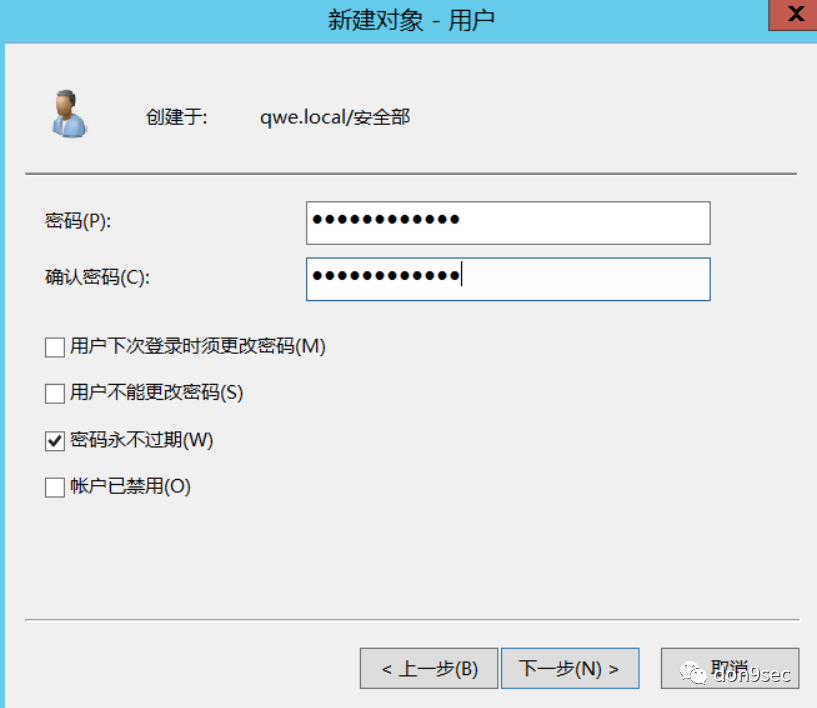 新建对象 - 用户
创建于: qwe.local/安全部
密码(P): ●●●●●●●●●●●●
确认密码(C): ●●●●●●●●●●●●
用户下次登录时须更改密码(M)
用户不能更改密码(S)
密码永不过期(W)
帐户已禁用(O)
< 上一步(B) 下一步(N) > 取消
don9sec